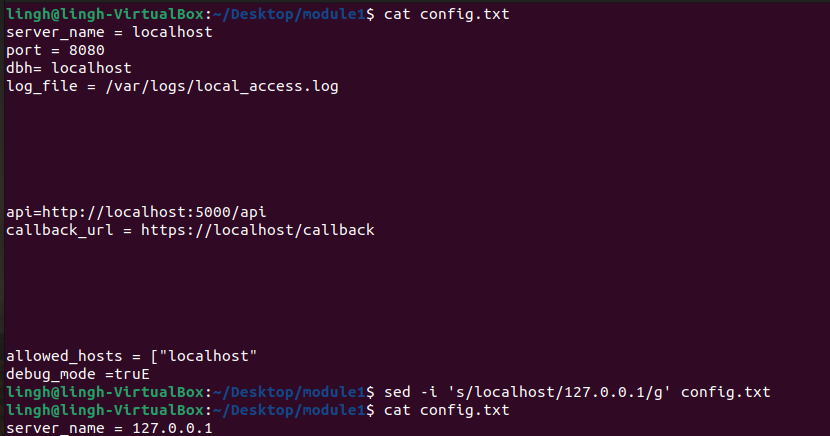 lingh@lingh-VirtualBox:~/Desktop/module1$ cat config.txt
server_name = localhost
port = 8080
dbh= localhost
log_file = /var/logs/local_access.log
api=http://localhost:5000/api
callback_url = https://localhost/callback
allowed_hosts = ["localhost"
debug_mode =truE
lingh@lingh-VirtualBox:~/Desktop/module1$ sed -i 's/localhost/127.0.0.1/g' config.txt
lingh@lingh-VirtualBox:~/Desktop/module1$ cat config.txt
server_name = 127.0.0.1